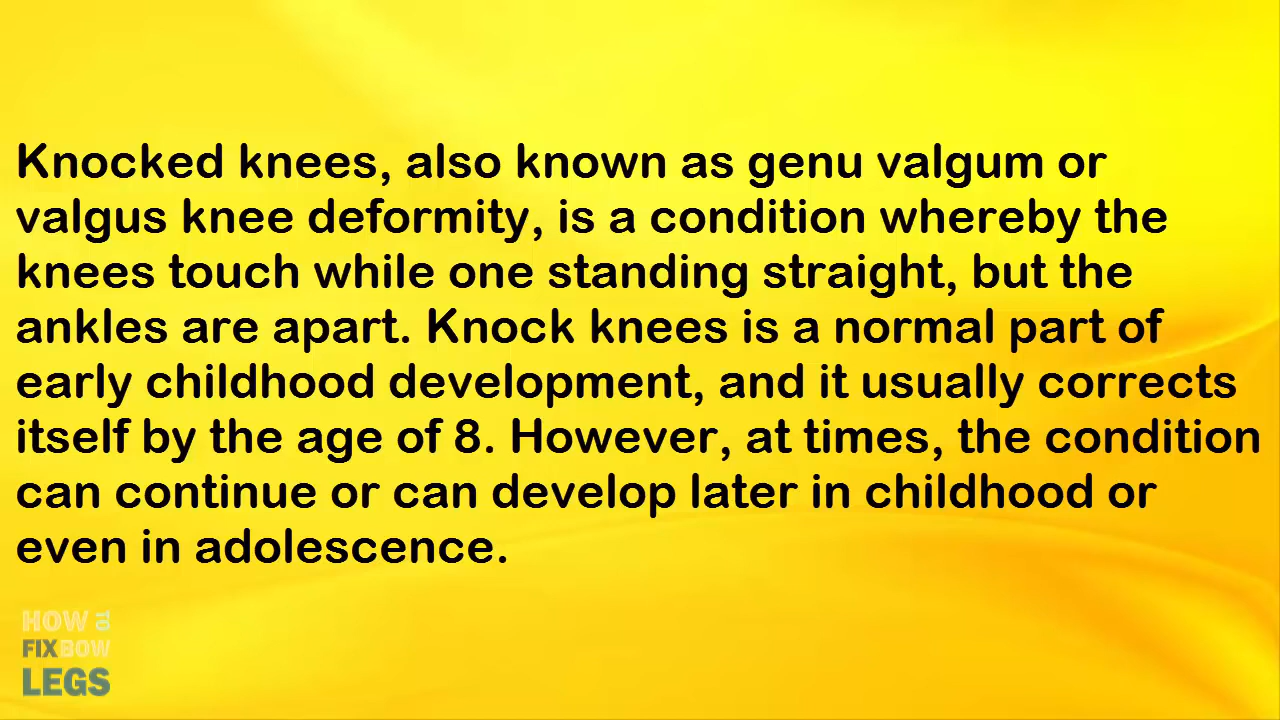 Knocked knees, also known as genu valgum or
valgus knee deformity, is a condition whereby the
knees touch while one standing straight, but the
ankles are apart. Knock knees is a normal part of
early childhood development, and it usually corrects
itself by the age of 8. However, at times, the condition
can continue or can develop later in childhood or
even in adolescence.
HOW TO
FIX BOW
LEGS